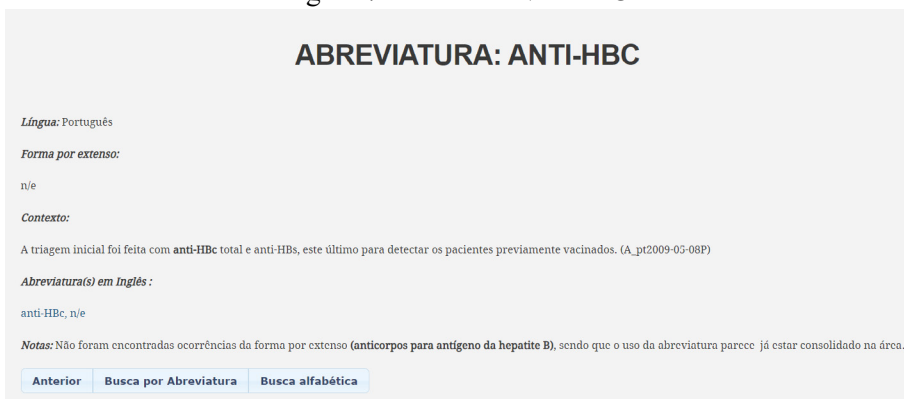 ABREVIATURA: ANTI-HBC
Língua: Português
Forma por extenso:
n/e
Contexto:
A triagem inicial foi feita com anti-HBc total e anti-HBs, este último para detectar os pacientes previamente vacinados. (A_pt2009-05-08P)
Abreviatura(s) em Inglês :
anti-HBc, n/e
Notas: Não foram encontradas ocorrências da forma por extenso (anticorpos para antígeno da hepatite B), sendo que o uso da abreviatura parece já estar consolidado na área.
Anterior Busca por Abreviatura Busca alfabética